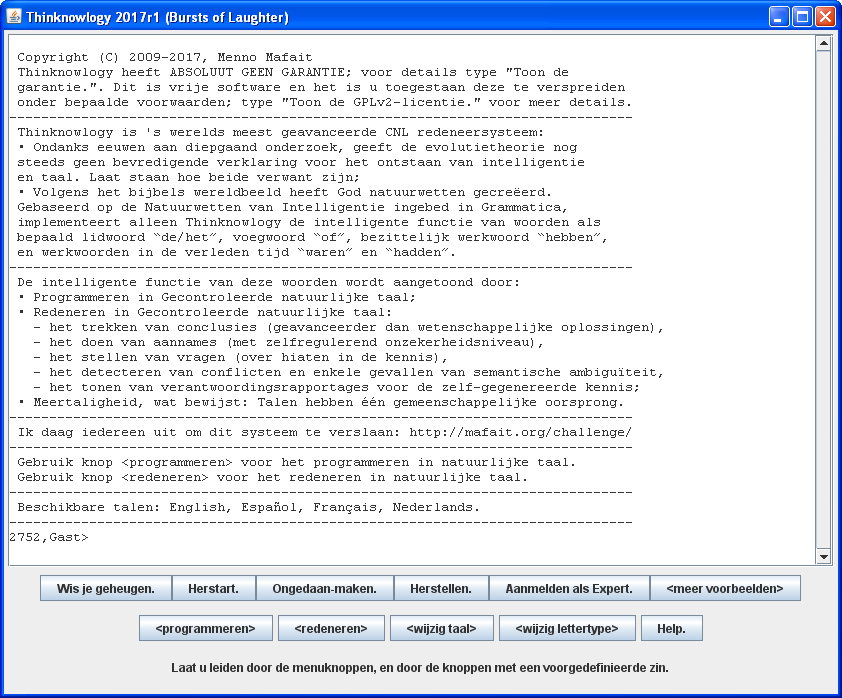 Thinknowlogy 2017r1 (Bursts of Laughter)
Copyright (C) 2009-2017, Menno Mafait
Thinknowlogy heeft ABSOLUUT GEEN GARANTIE; voor details type "Toon de
garantie.". Dit is vrije software en het is u toegestaan deze te verspreiden
onder bepaalde voorwaarden; type "Toon de GPLv2-licentie." voor meer details.
--------------------------------------------------------------------------------
Thinknowlogy is 's werelds meest geavanceerde CNL redeneersysteem:
• Ondanks eeuwen aan diepgaand onderzoek, geeft de evolutietheorie nog
steeds geen bevredigende verklaring voor het ontstaan van intelligentie
en taal. Laat staan hoe beide verwant zijn;
• Volgens het bijbels wereldbeeld heeft God natuurwetten gecreëerd.
Gebaseerd op de Natuurwetten van Intelligentie ingebed in Grammatica,
implementeert alleen Thinknowlogy de intelligente functie van woorden als
bepaald lidwoord “de/het”, voegwoord “of”, bezittelijk werkwoord “hebben”,
en werkwoorden in de verleden tijd “waren” en “hadden”.
--------------------------------------------------------------------------------
De intelligente functie van deze woorden wordt aangetoond door:
• Programmeren in Gecontroleerde natuurlijke taal;
• Redeneren in Gecontroleerde natuurlijke taal:
- het trekken van conclusies (geavanceerder dan wetenschappelijke oplossingen),
- het doen van aannames (met zelfregulerend onzekerheidsniveau),
- het stellen van vragen (over hiaten in de kennis),
- het detecteren van conflicten en enkele gevallen van semantische ambiguïteit,
- het tonen van verantwoordingsrapportages voor de zelf-gegenereerde kennis;
• Meertaligheid, wat bewijst: Talen hebben één gemeenschappelijke oorsprong.
--------------------------------------------------------------------------------
Ik daag iedereen uit om dit systeem te verslaan: http://mafait.org/challenge/
--------------------------------------------------------------------------------
Gebruik knop <programmeren> voor het programmeren in natuurlijke taal.
Gebruik knop <redeneren> voor het redeneren in natuurlijke taal.
--------------------------------------------------------------------------------
Beschikbare talen: English, Español, Français, Nederlands.
--------------------------------------------------------------------------------
2752,Gast>
Wis je geheugen. Herstart. Ongedaan-maken. Herstellen. Aanmelden als Expert. <meer voorbeelden>
<programmeren> <redeneren> <wijzig taal> <wijzig lettertype> Help.
Laat u leiden door de menuknoppen, en door de knoppen met een voorgedefinieerde zin.